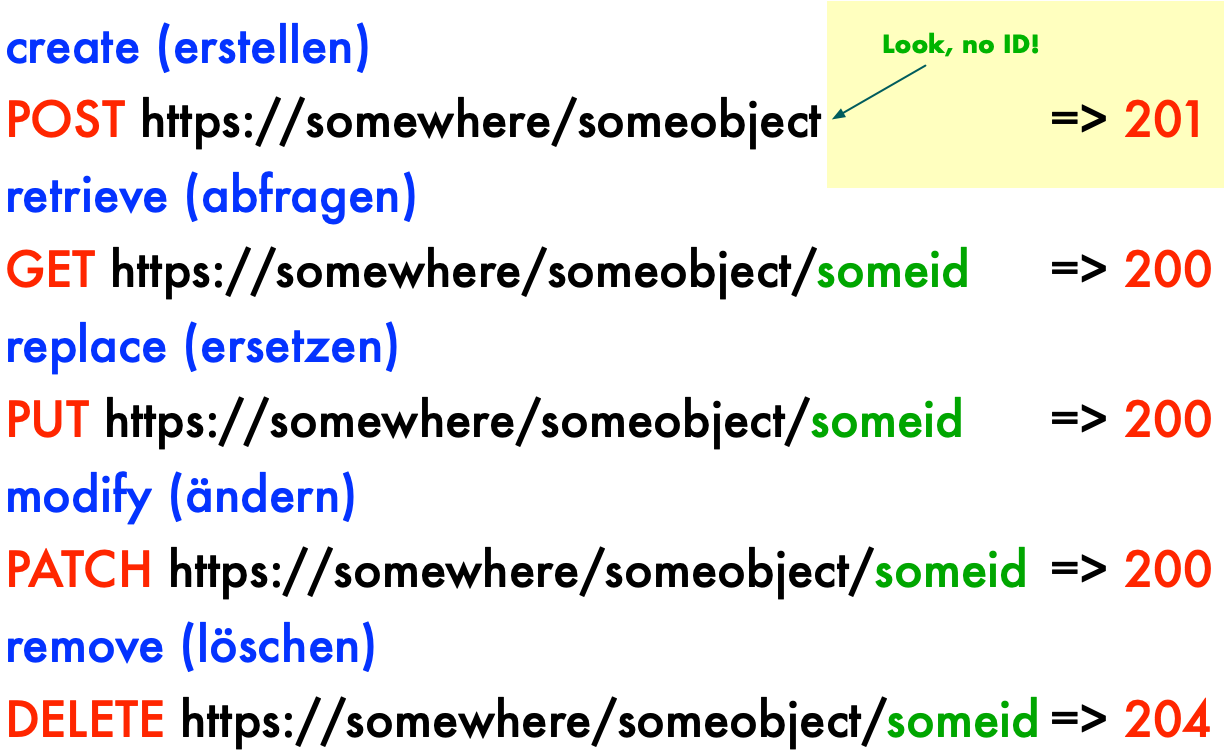 create (erstellen)
Look, no ID!
POST https://somewhere/someobject => 201
retrieve (abfragen)
GET https://somewhere/someobject/someid => 200
replace (ersetzen)
PUT https://somewhere/someobject/someid => 200
modify (ändern)
PATCH https://somewhere/someobject/someid => 200
remove (löschen)
DELETE https://somewhere/someobject/someid => 204